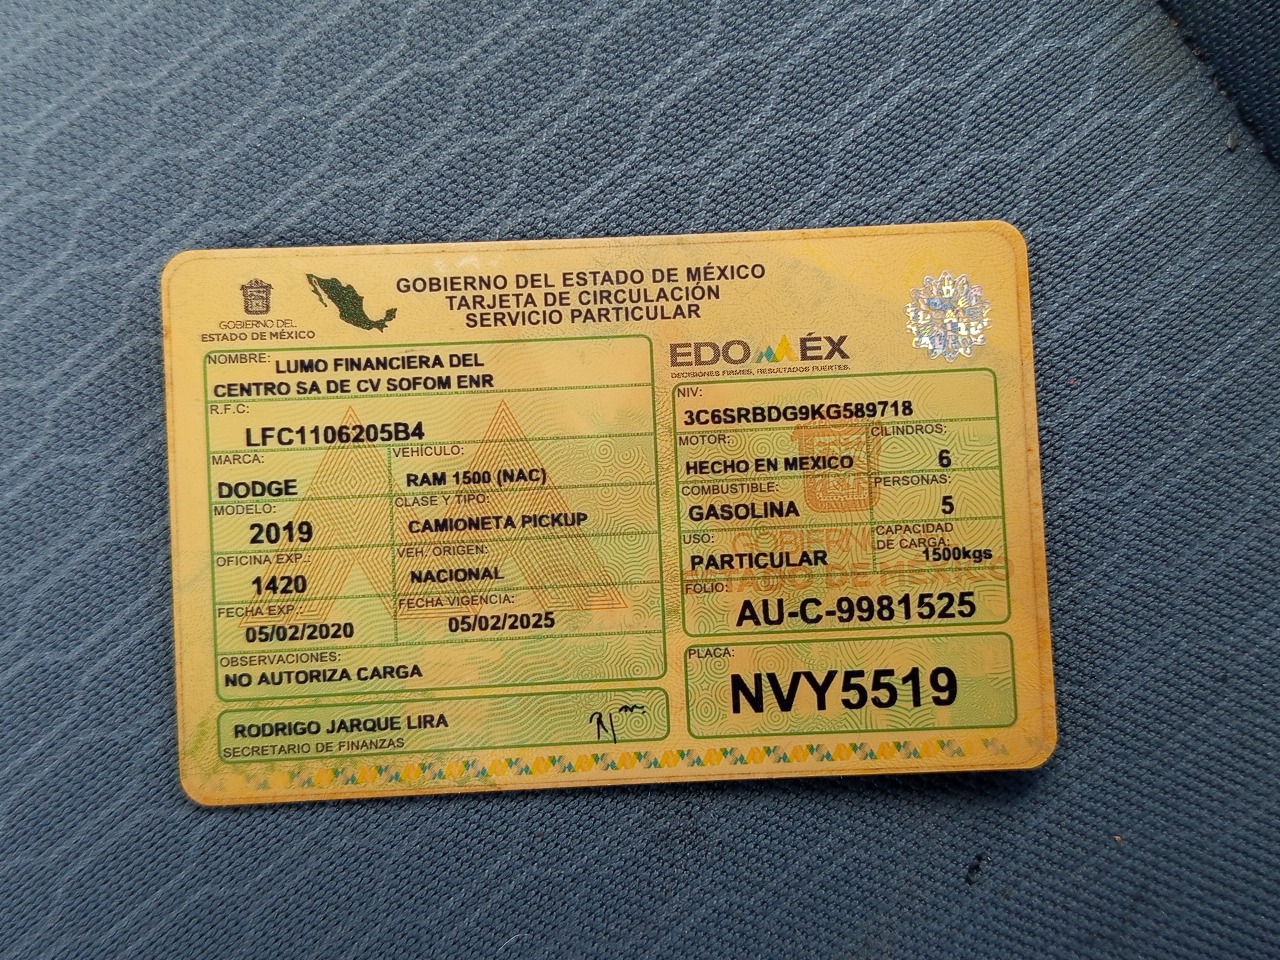 GOBIERNO DEL ESTADO DE MÉXICO
TARJETA DE CIRCULACIÓN
SERVICIO PARTICULAR
GOBIERNO DEL
ESTADO DE MÉXICO
EDOMÉX
DECISIONES FIRMES, RESULTADOS FUERTES.
NOMBRE: LUMO FINANCIERA DEL
CENTRO SA DE CV SOFOM ENR
R.F.C:
LFC1106205B4
MARCA:
DODGE
VEHÍCULO:
RAM 1500 (NAC)
MODELO:
2019
CLASE Y TIPO:
CAMIONETA PICKUP
OFICINA EXP.:
1420
VEH. ORIGEN:
NACIONAL
FECHA EXP.:
05/02/2020
FECHA VIGENCIA:
05/02/2025
OBSERVACIONES:
NO AUTORIZA CARGA
RODRIGO JARQUE LIRA
SECRETARIO DE FINANZAS
NIV:
3C6SRBDG9KG589718
MOTOR:
HECHO EN MEXICO
CILINDROS:
6
COMBUSTIBLE:
GASOLINA
PERSONAS:
5
USO:
PARTICULAR
CAPACIDAD
DE CARGA:
1500kgs
FOLIO:
AU-C-9981525
PLACA:
NVY5519